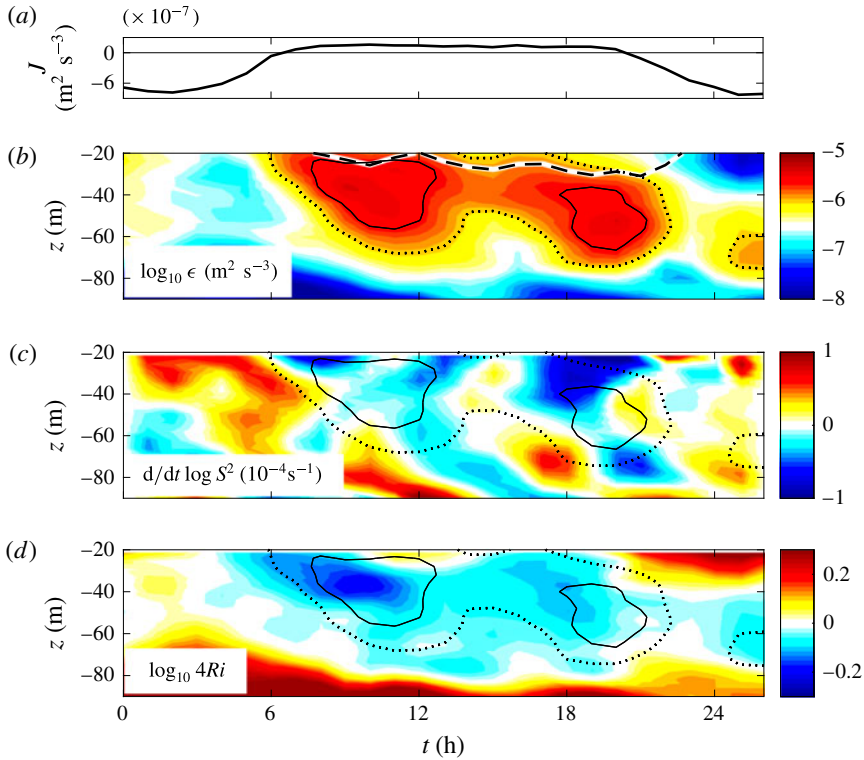 (a)
(× 10⁻⁷)
J
(m² s⁻³)
0
−6
(b)
z (m)
−20
−40
−60
−80
log₁₀ ϵ (m² s⁻³)
−5
−6
−7
−8
(c)
z (m)
−20
−40
−60
−80
d/dt log S² (10⁻⁴s⁻¹)
1
0
−1
(d)
z (m)
−20
−40
−60
−80
log₁₀ 4Ri
0.2
0
−0.2
0
6
12
18
24
t (h)